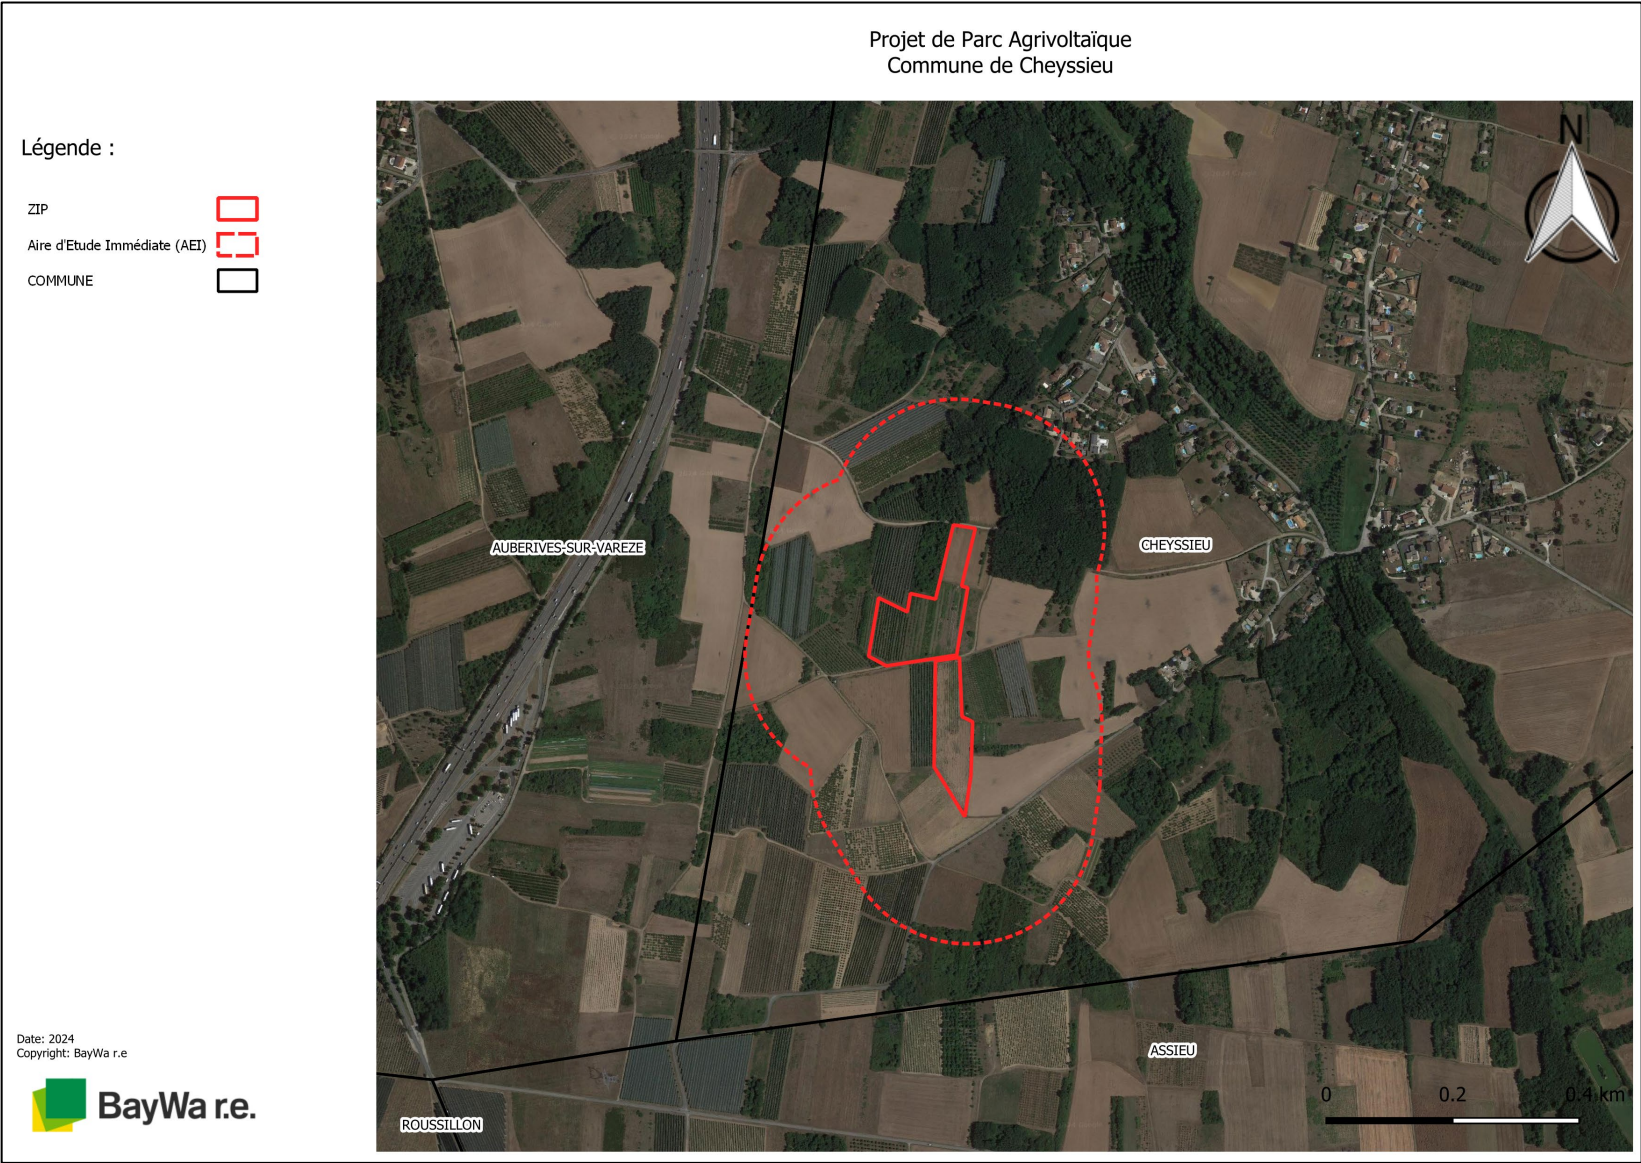 Projet de Parc Agrivoltaïque
Commune de Cheyssieu
Légende :
ZIP
Aire d'Etude Immédiate (AEI)
COMMUNE
N
AUBERIVES-SUR-VAREZE
CHEYSSIEU
ASSIEU
ROUSSILLON
0 0.2 0.4 km
Date: 2024
Copyright: BayWa r.e
BayWa r.e.